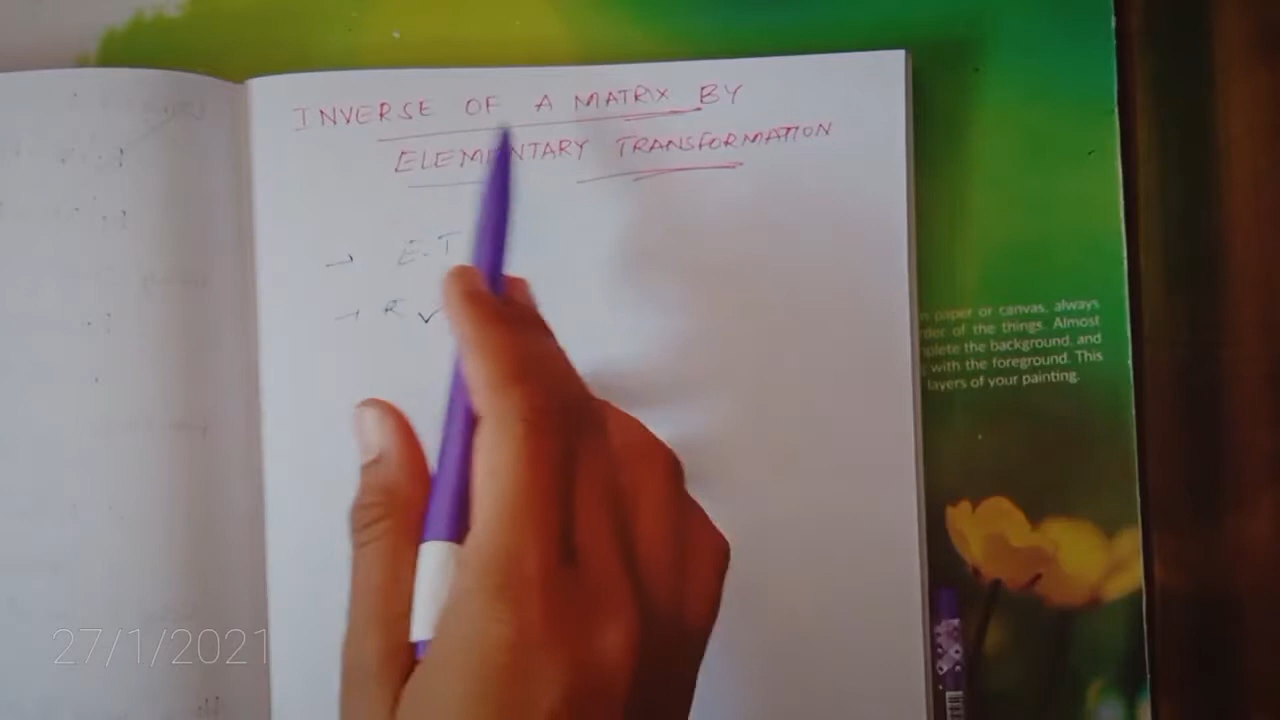 INVERSE OF A MATRIX BY
ELEMENTARY TRANSFORMATION
→ E.T
→ R ✓
paper or canvas, always
of the things. Almost
the background, and
with the foreground. This
layers of your painting.
27/1/2021